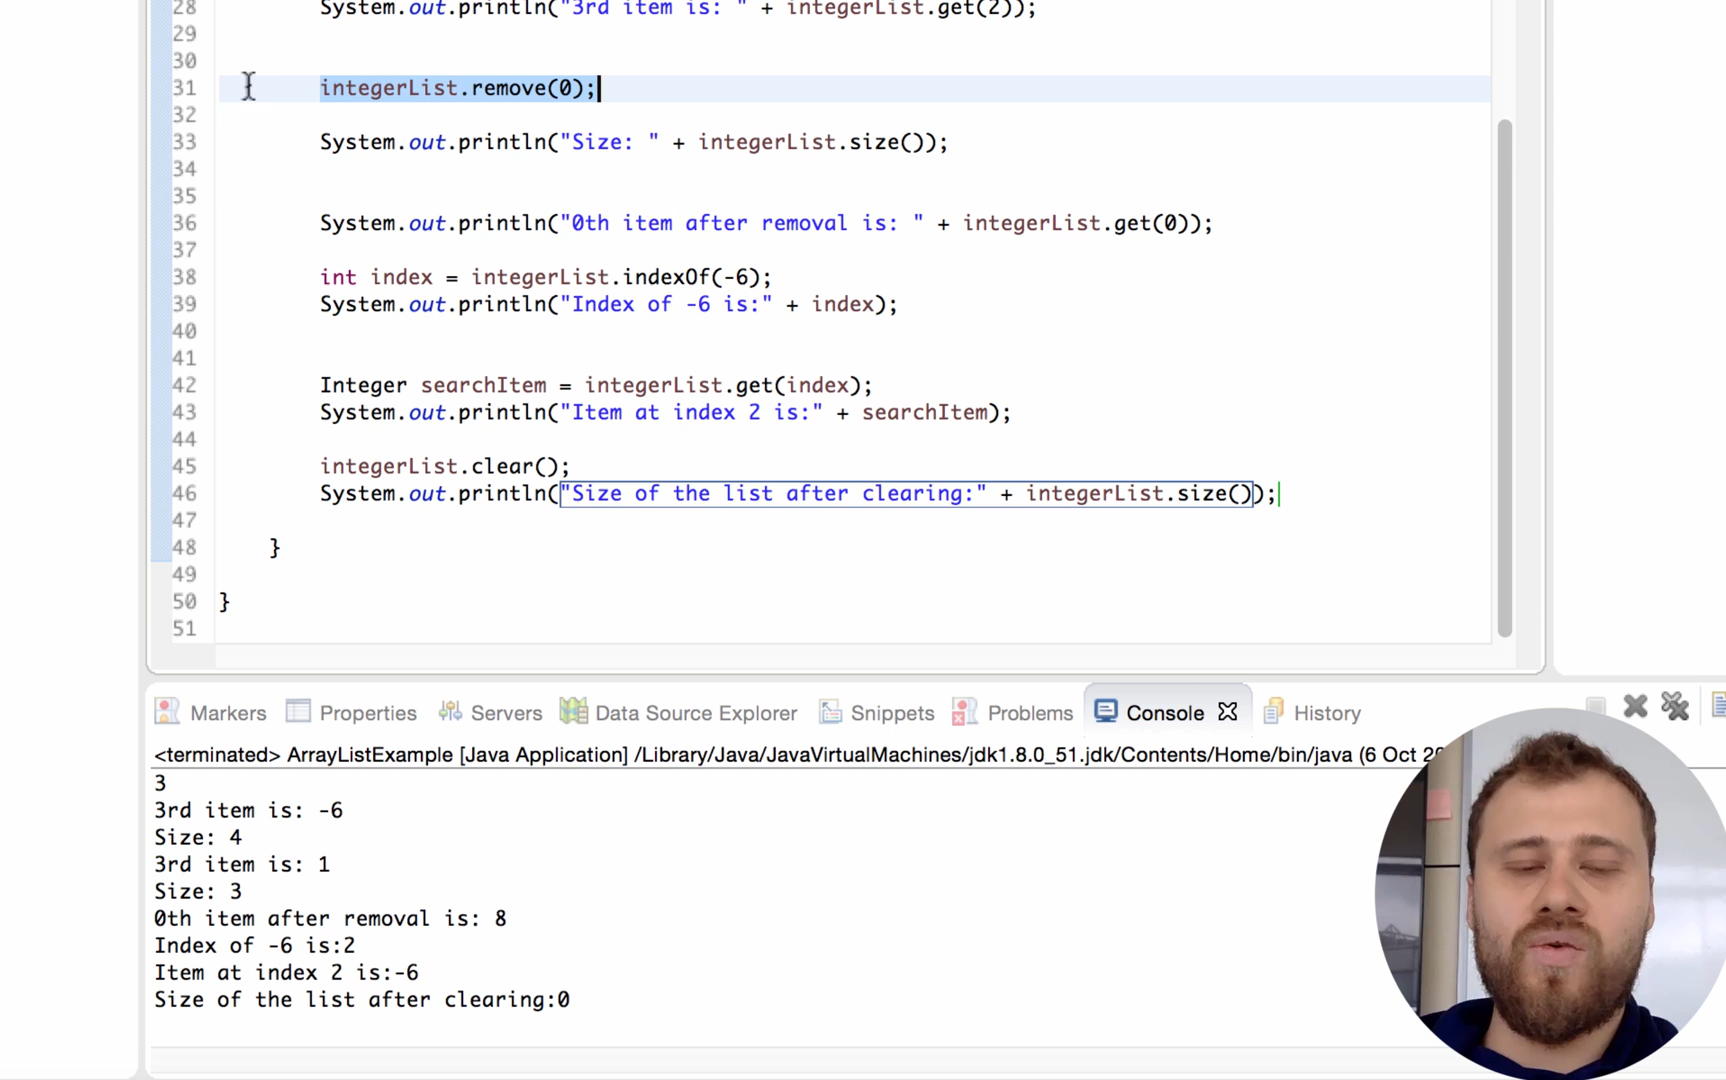 28 System.out.println("3rd item is: " + integerList.get(2));
29
30
31 integerList.remove(0);
32
33 System.out.println("Size: " + integerList.size());
34
35
36 System.out.println("0th item after removal is: " + integerList.get(0));
37
38 int index = integerList.indexOf(-6);
39 System.out.println("Index of -6 is:" + index);
40
41
42 Integer searchItem = integerList.get(index);
43 System.out.println("Item at index 2 is:" + searchItem);
44
45 integerList.clear();
46 System.out.println("Size of the list after clearing:" + integerList.size());
47
48 }
49
50 }
51
Markers Properties Servers Data Source Explorer Snippets Problems Console History
<terminated> ArrayListExample [Java Application] /Library/Java/JavaVirtualMachines/jdk1.8.0_51.jdk/Contents/Home/bin/java (6 Oct
3
3rd item is: -6
Size: 4
3rd item is: 1
Size: 3
0th item after removal is: 8
Index of -6 is:2
Item at index 2 is:-6
Size of the list after clearing:0